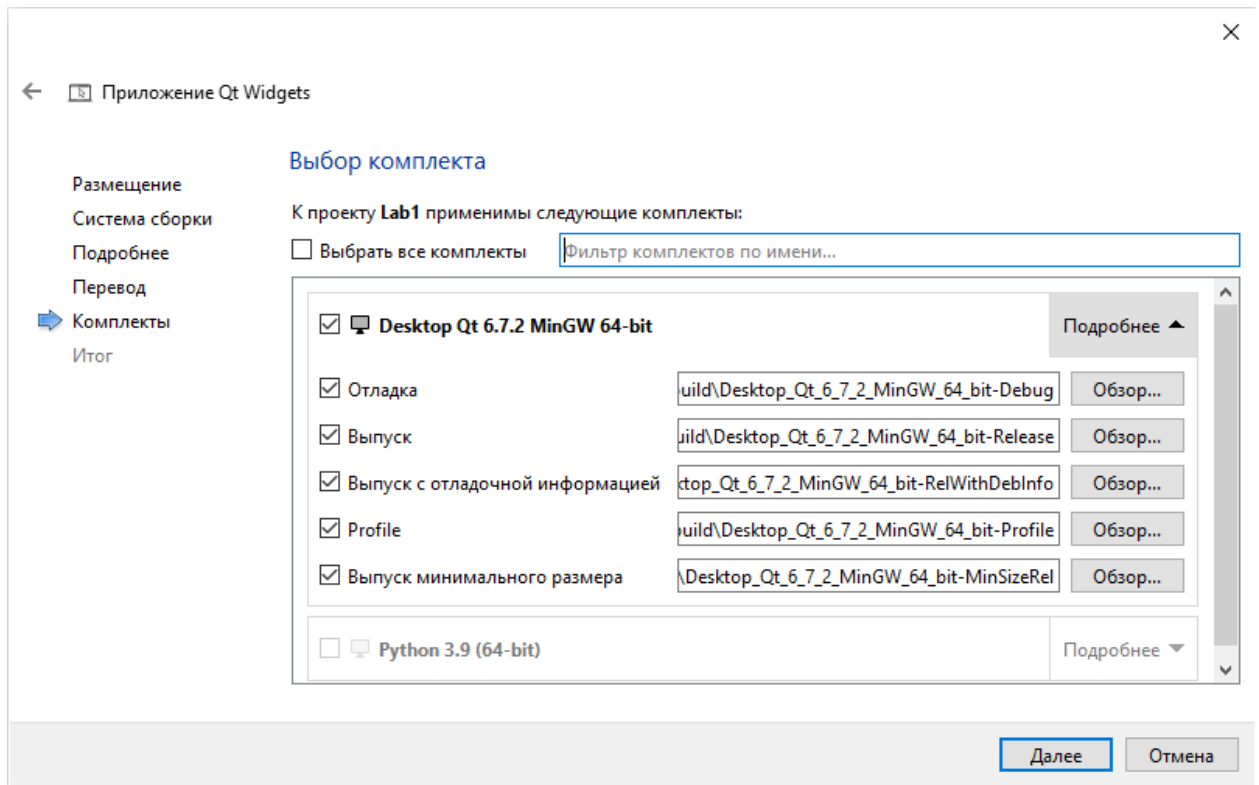 Приложение Qt Widgets
Размещение
Система сборки
Подробнее
Перевод
Комплекты
Итог
Выбор комплекта
К проекту Lab1 применимы следующие комплекты:
Выбрать все комплекты
Фильтр комплектов по имени...
Desktop Qt 6.7.2 MinGW 64-bit Подробнее
Отладка uild\Desktop_Qt_6_7_2_MinGW_64_bit-Debug Обзор...
Выпуск uild\Desktop_Qt_6_7_2_MinGW_64_bit-Release Обзор...
Выпуск с отладочной информацией ktop_Qt_6_7_2_MinGW_64_bit-RelWithDebInfo Обзор...
Profile uild\Desktop_Qt_6_7_2_MinGW_64_bit-Profile Обзор...
Выпуск минимального размера \Desktop_Qt_6_7_2_MinGW_64_bit-MinSizeRel Обзор...
Python 3.9 (64-bit) Подробнее
Далее Отмена